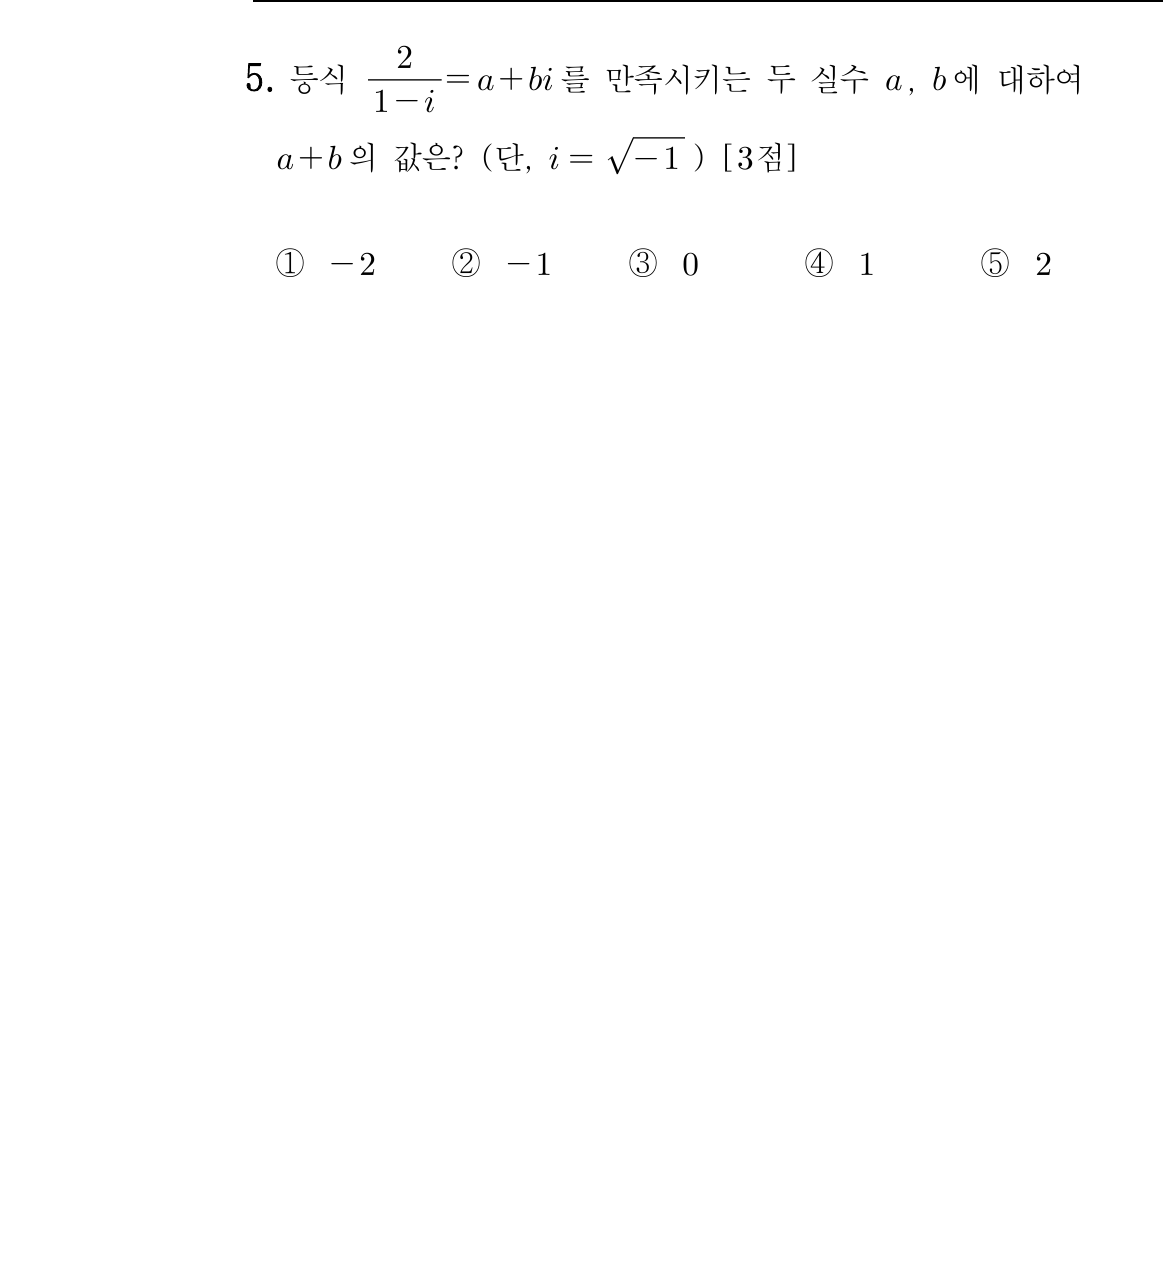 5. 등식 $\frac{2}{1-i}=a+bi$를 만족시키는 두 실수 $a$, $b$에 대하여
$a+b$의 값은? (단, $i=\sqrt{-1}$ ) [3점]
① -2 ② -1 ③ 0 ④ 1 ⑤ 2